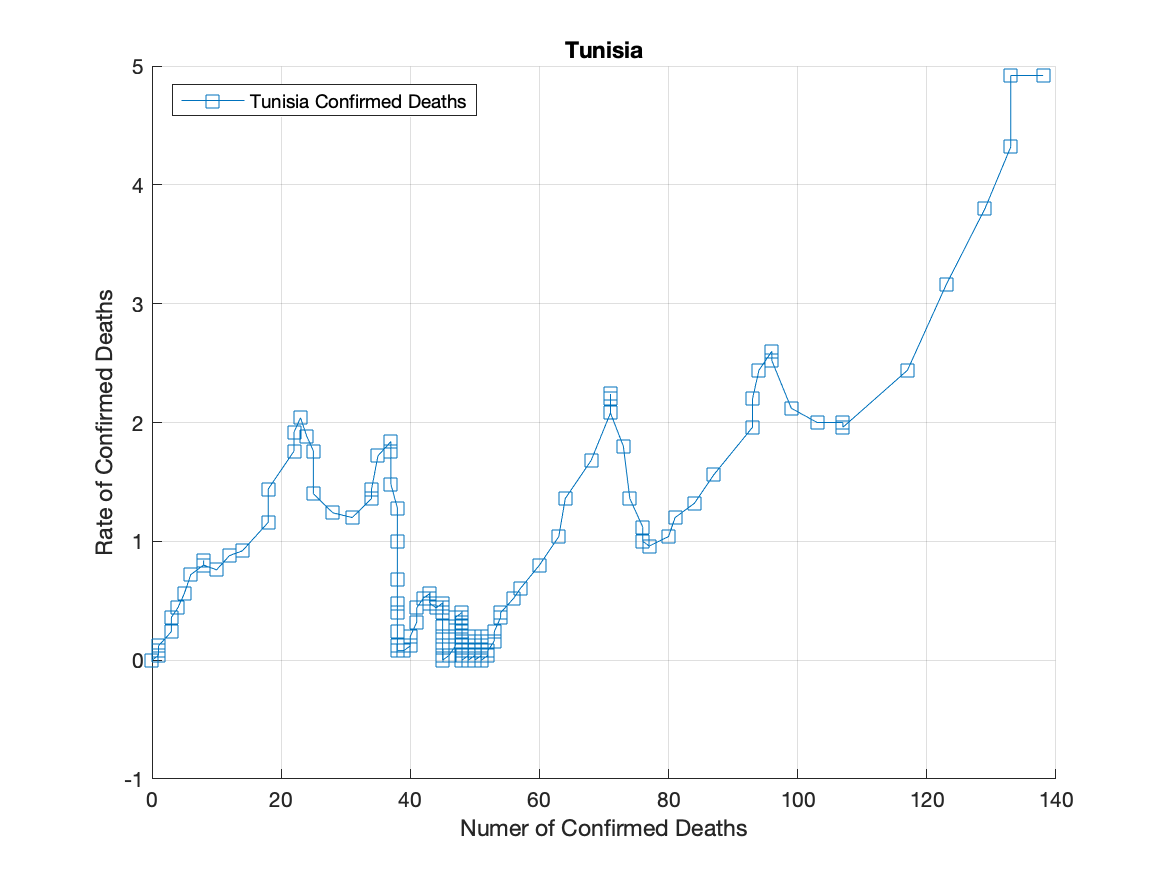 Tunisia
Tunisia Confirmed Deaths
5
4
3
2
1
0
-1
Rate of Confirmed Deaths
0 20 40 60 80 100 120 140
Numer of Confirmed Deaths